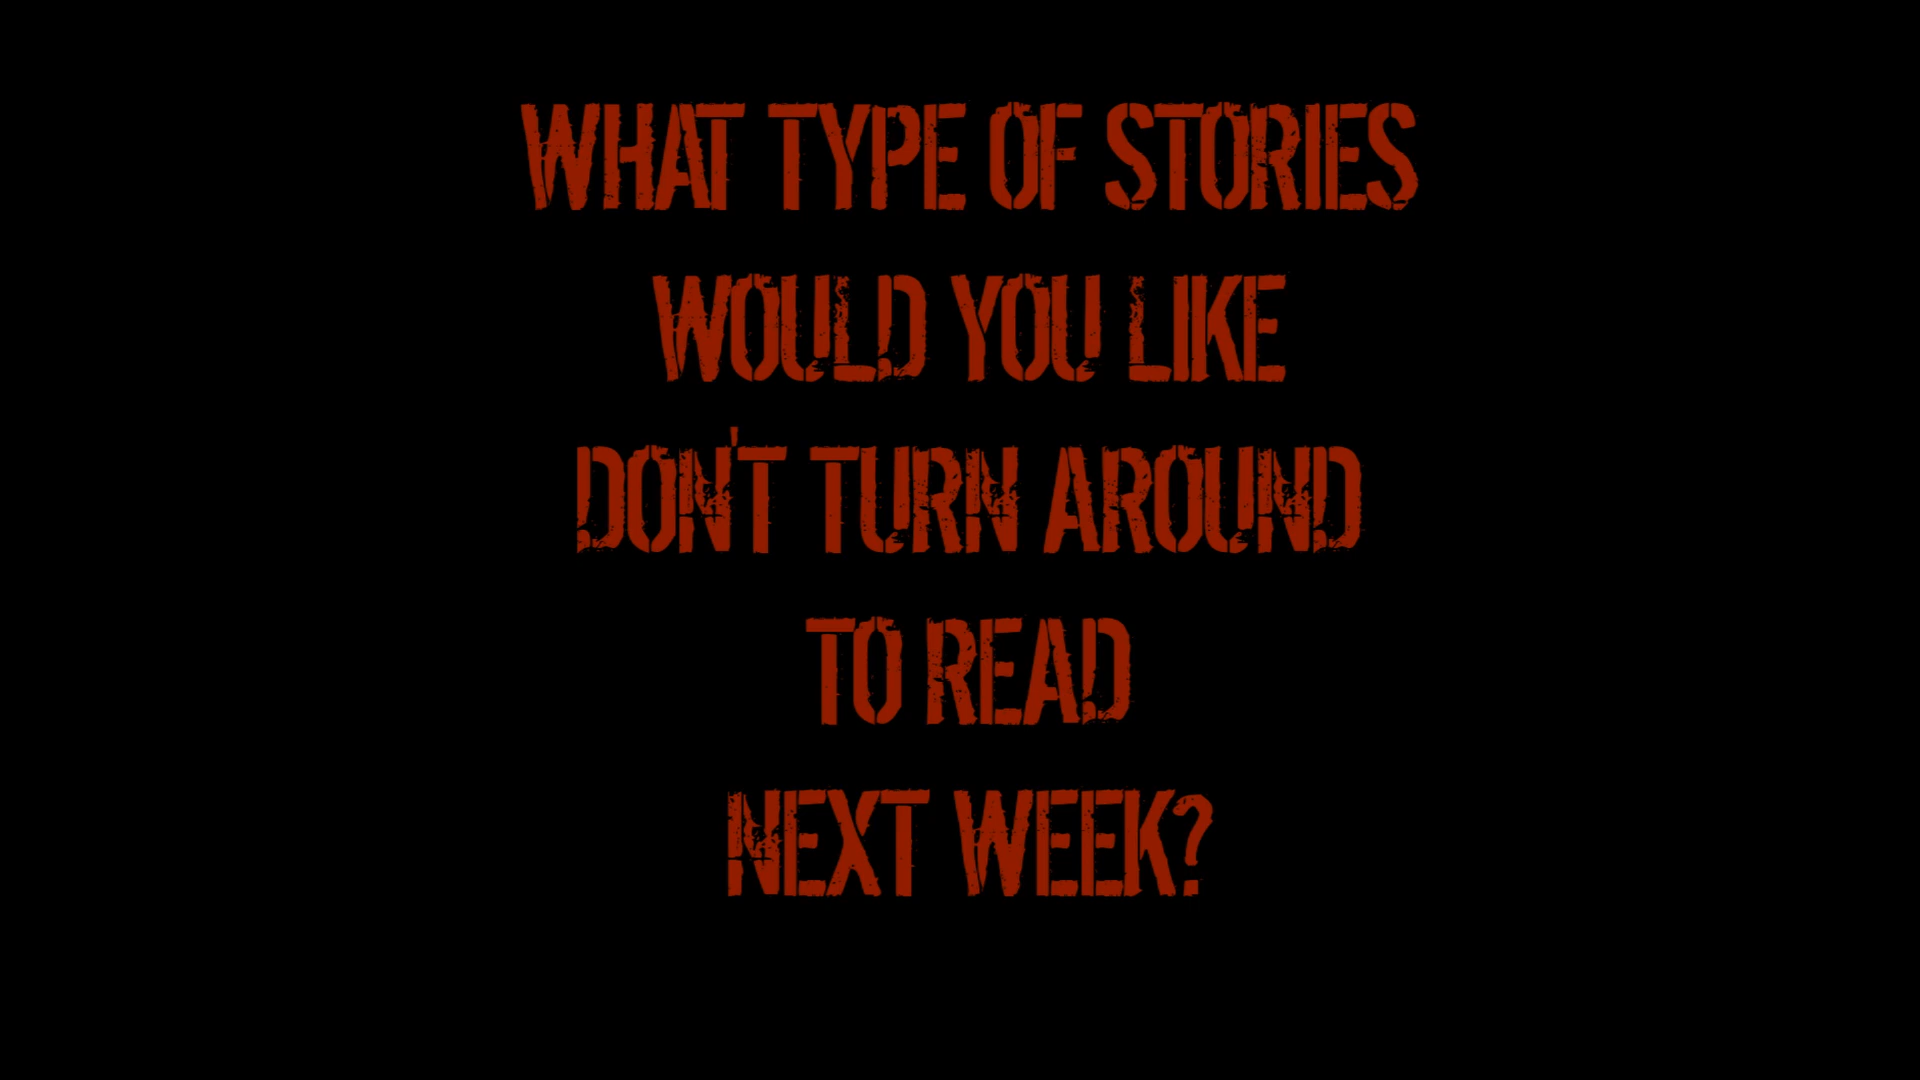 WHAT TYPE OF STORIES
WOULD YOU LIKE
DON'T TURN AROUND
TO READ
NEXT WEEK?